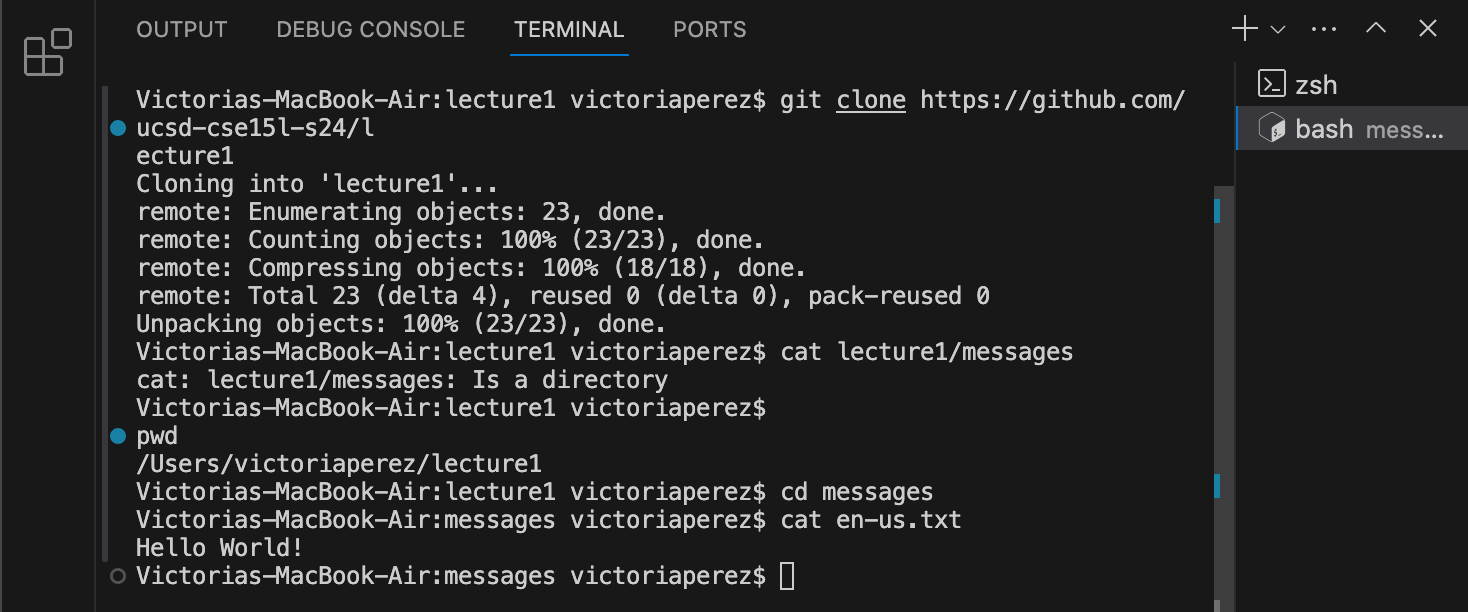 OUTPUT DEBUG CONSOLE TERMINAL PORTS
Victorias-MacBook-Air:lecture1 victoriaperez$ git clone https://github.com/
ucsd-cse15l-s24/l
ecture1
Cloning into 'lecture1'...
remote: Enumerating objects: 23, done.
remote: Counting objects: 100% (23/23), done.
remote: Compressing objects: 100% (18/18), done.
remote: Total 23 (delta 4), reused 0 (delta 0), pack-reused 0
Unpacking objects: 100% (23/23), done.
Victorias-MacBook-Air:lecture1 victoriaperez$ cat lecture1/messages
cat: lecture1/messages: Is a directory
Victorias-MacBook-Air:lecture1 victoriaperez$
pwd
/Users/victoriaperez/lecture1
Victorias-MacBook-Air:lecture1 victoriaperez$ cd messages
Victorias-MacBook-Air:messages victoriaperez$ cat en-us.txt
Hello World!
Victorias-MacBook-Air:messages victoriaperez$
zsh
bash mess...